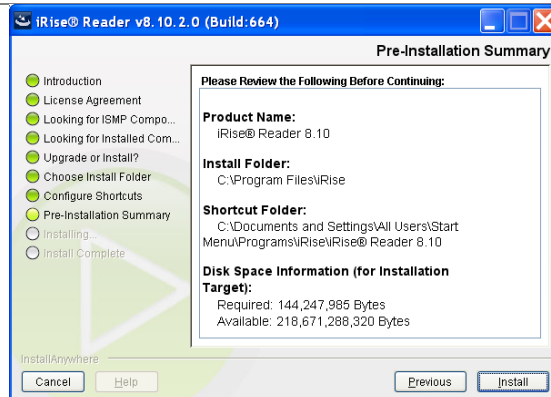 iRise® Reader v8.10.2.0 (Build:664)
Pre-Installation Summary
Introduction
License Agreement
Looking for ISMP Compo...
Looking for Installed Com...
Upgrade or Install?
Choose Install Folder
Configure Shortcuts
Pre-Installation Summary
Installing...
Install Complete
Please Review the Following Before Continuing:
Product Name:
iRise® Reader 8.10
Install Folder:
C:\Program Files\iRise
Shortcut Folder:
C:\Documents and Settings\All Users\Start
Menu\Programs\iRise\iRise® Reader 8.10
Disk Space Information (for Installation
Target):
Required: 144,247,985 Bytes
Available: 218,671,288,320 Bytes
InstallAnywhere
Cancel
Help
Previous
Install